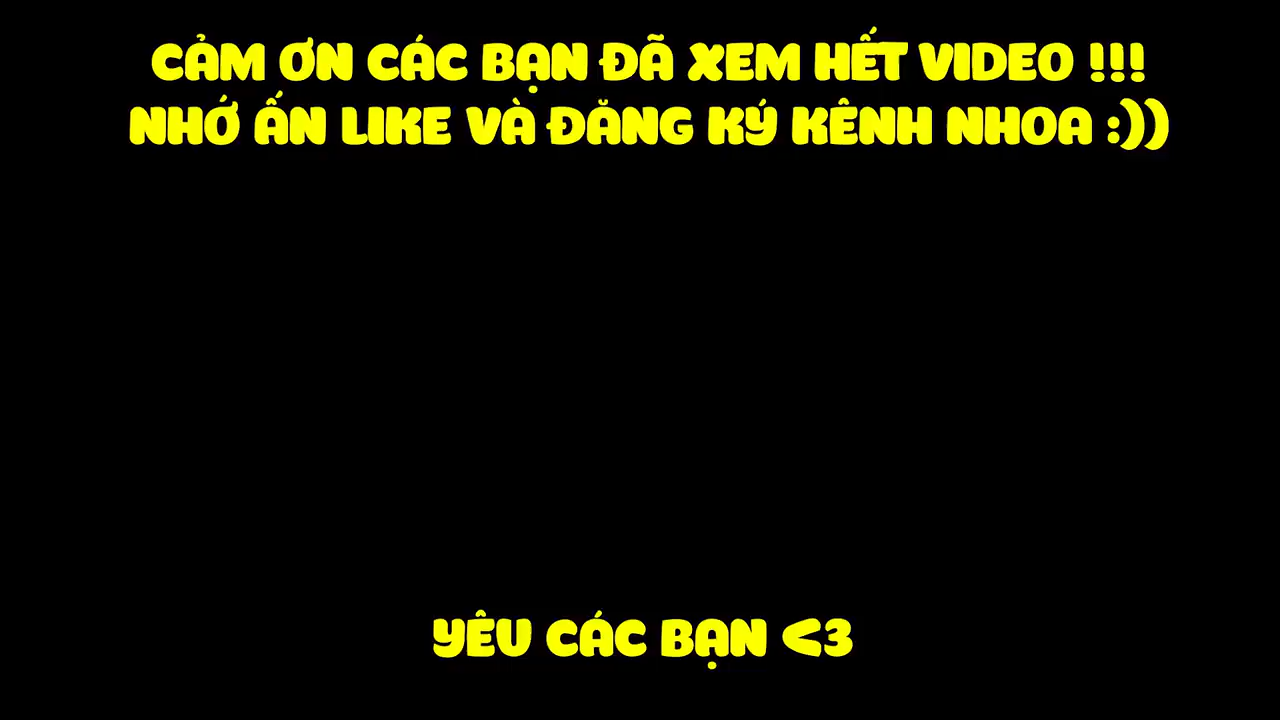 CẢM ƠN CÁC BẠN ĐÃ XEM HẾT VIDEO !!!
NHỚ ẤN LIKE VÀ ĐĂNG KÝ KÊNH NHOA :))
YÊU CÁC BẠN <3